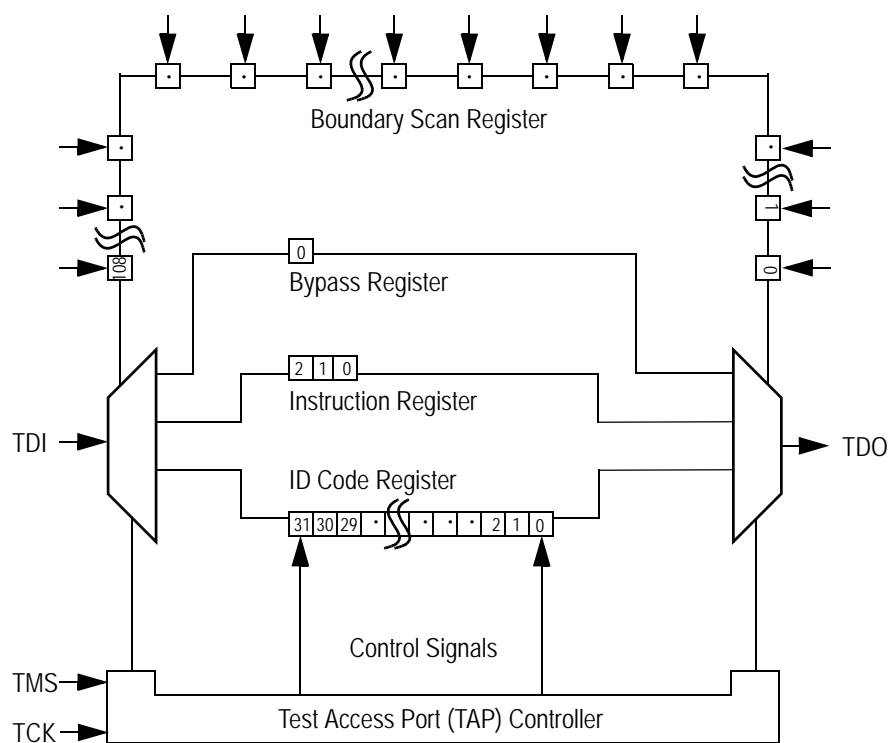 Boundary Scan Register
108
1
0
0
Bypass Register
2 1 0
Instruction Register
TDI
TDO
ID Code Register
31 30 29 · · · · 2 1 0
Control Signals
TMS
Test Access Port (TAP) Controller
TCK